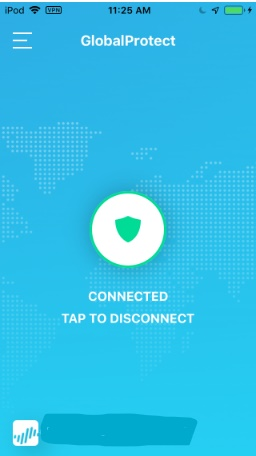 iPod VPN 11:25 AM
GlobalProtect
CONNECTED
TAP TO DISCONNECT